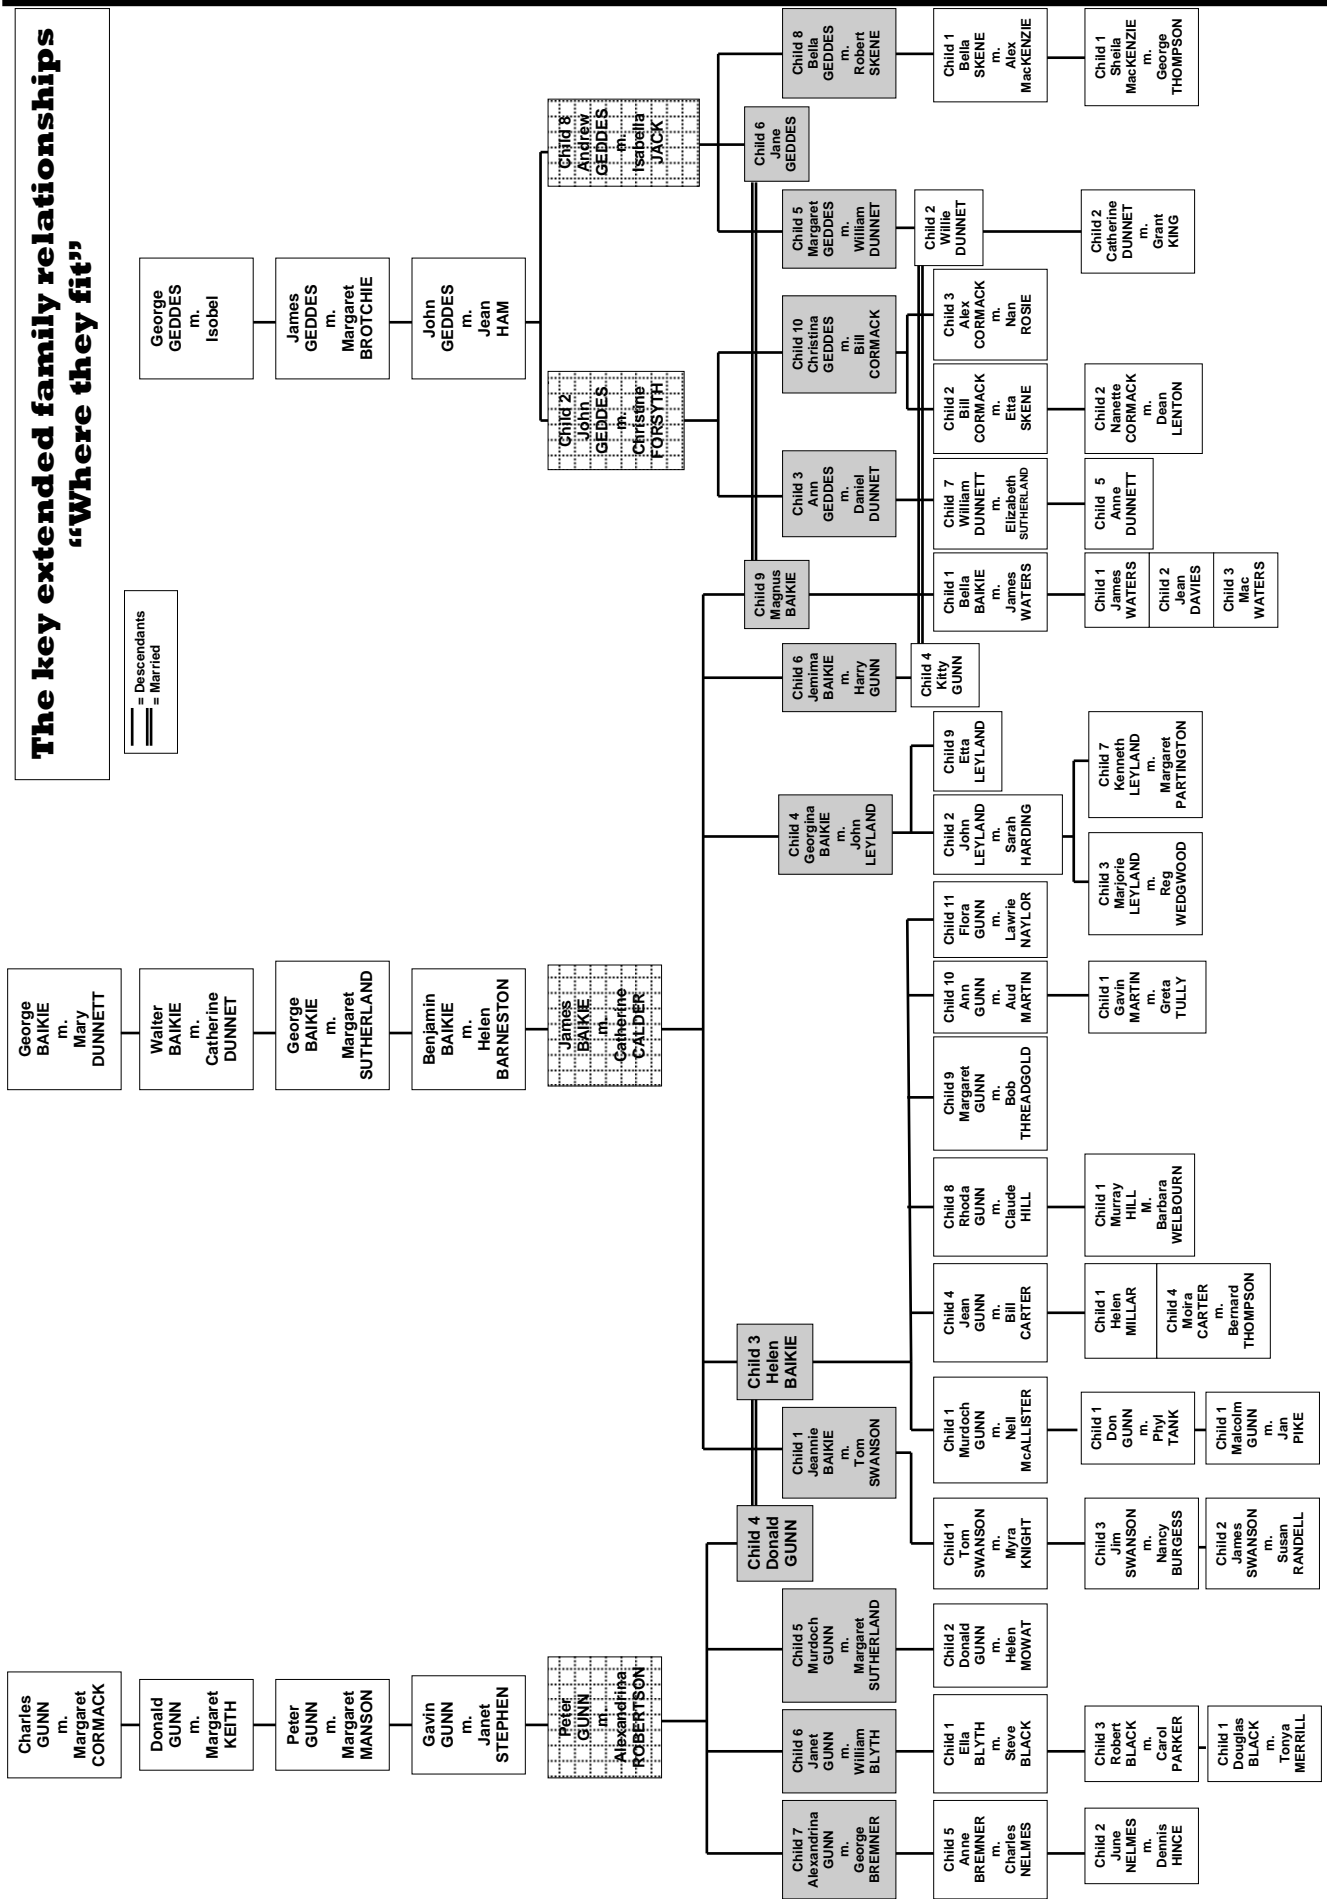 The key extended family relationships
“Where they fit”
= Descendants
= Married
Charles
GUNN
m.
Margaret
CORMACK
Donald
GUNN
m.
Margaret
KEITH
Peter
GUNN
m.
Margaret
MANSON
Gavin
GUNN
m.
Janet
STEPHEN
Peter
GUNN
m.
Alexandrina
ROBERTSON
George
BAIKIE
m.
Mary
DUNNETT
Walter
BAIKIE
m.
Catherine
DUNNET
George
BAIKIE
m.
Margaret
SUTHERLAND
Benjamin
BAIKIE
m.
Helen
BARNESTON
James
BAIKIE
m.
Catherine
CALDER
George
GEDDES
m.
Isobel
James
GEDDES
m.
Margaret
BROTCHIE
John
GEDDES
m.
Jean
HAM
Child 2
John
GEDDES
m.
Christine
FORSYTH
Child 8
Andrew
GEDDES
m.
Isabella
JACK
Child 4
Donald
GUNN
Child 3
Helen
BAIKIE
Child 9
Magnus
BAIKIE
Child 6
Jane
GEDDES
Child 7
Alexandrina
GUNN
m.
George
BREMNER
Child 6
Janet
GUNN
m.
William
BLYTH
Child 5
Murdoch
GUNN
m.
Margaret
SUTHERLAND
Child 1
Jeannie
BAIKIE
m.
Tom
SWANSON
Child 4
Georgina
BAIKIE
m.
John
LEYLAND
Child 6
Jemima
BAIKIE
m.
Harry
GUNN
Child 3
Ann
GEDDES
m.
Daniel
DUNNET
Child 10
Christina
GEDDES
m.
Bill
CORMACK
Child 5
Margaret
GEDDES
m.
William
DUNNET
Child 8
Bella
GEDDES
m.
Robert
SKENE
Child 5
Anne
BREMNER
m.
Charles
NELMES
Child 1
Ella
BLYTH
m.
Steve
BLACK
Child 2
Donald
GUNN
m.
Helen
MOWAT
Child 1
Tom
SWANSON
m.
Myra
KNIGHT
Child 1
Murdoch
GUNN
m.
Nell
McALLISTER
Child 4
Jean
GUNN
m.
Bill
CARTER
Child 8
Rhoda
GUNN
m.
Claude
HILL
Child 9
Margaret
GUNN
m.
Bob
THREADGOLD
Child 10
Ann
GUNN
m.
Aud
MARTIN
Child 11
Flora
GUNN
m.
Lawrie
NAYLOR
Child 2
John
LEYLAND
m.
Sarah
HARDING
Child 9
Etta
LEYLAND
Child 4
Kitty
GUNN
Child 1
Bella
BAIKIE
m.
James
WATERS
Child 7
William
DUNNETT
m.
Elizabeth
SUTHERLAND
Child 2
Bill
CORMACK
m.
Etta
SKENE
Child 3
Alex
CORMACK
m.
Nan
ROSIE
Child 2
Willie
DUNNET
Child 1
Bella
SKENE
m.
Alex
MacKENZIE
Child 2
June
NELMES
m.
Dennis
HINCE
Child 3
Robert
BLACK
m.
Carol
PARKER
Child 1
Douglas
BLACK
m.
Tonya
MERRILL
Child 3
Jim
SWANSON
m.
Nancy
BURGESS
Child 2
James
SWANSON
m.
Susan
RANDELL
Child 1
Don
GUNN
m.
Phyl
TANK
Child 1
Malcolm
GUNN
m.
Jan
PIKE
Child 1
Helen
MILLAR
Child 4
Moira
CARTER
m.
Bernard
THOMPSON
Child 1
Murray
HILL
M.
Barbara
WELBOURN
Child 1
Gavin
MARTIN
m.
Greta
TULLY
Child 3
Marjorie
LEYLAND
m.
Reg
WEDGWOOD
Child 7
Kenneth
LEYLAND
m.
Margaret
PARTINGTON
Child 1
James
WATERS
Child 2
Jean
DAVIES
Child 3
Mac
WATERS
Child 5
Anne
DUNNETT
Child 2
Nanette
CORMACK
m.
Dean
LENTON
Child 2
Catherine
DUNNET
m.
Grant
KING
Child 1
Sheila
MacKENZIE
m.
George
THOMPSON